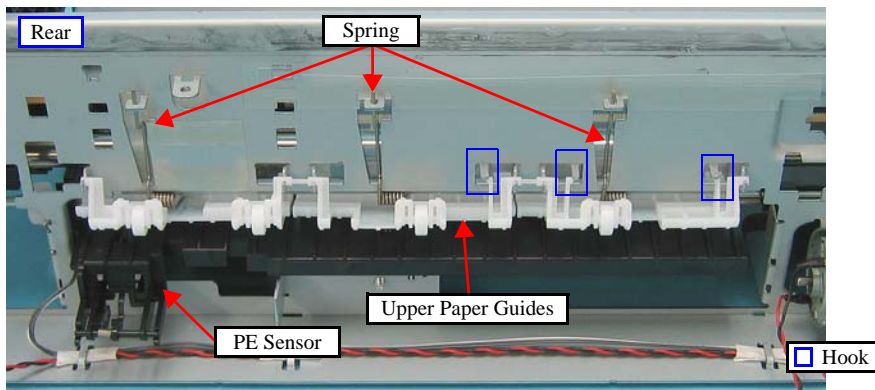 Rear
Spring
Upper Paper Guides
PE Sensor
Hook